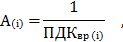 А(i) = 1 / ПДКвр (i) ,